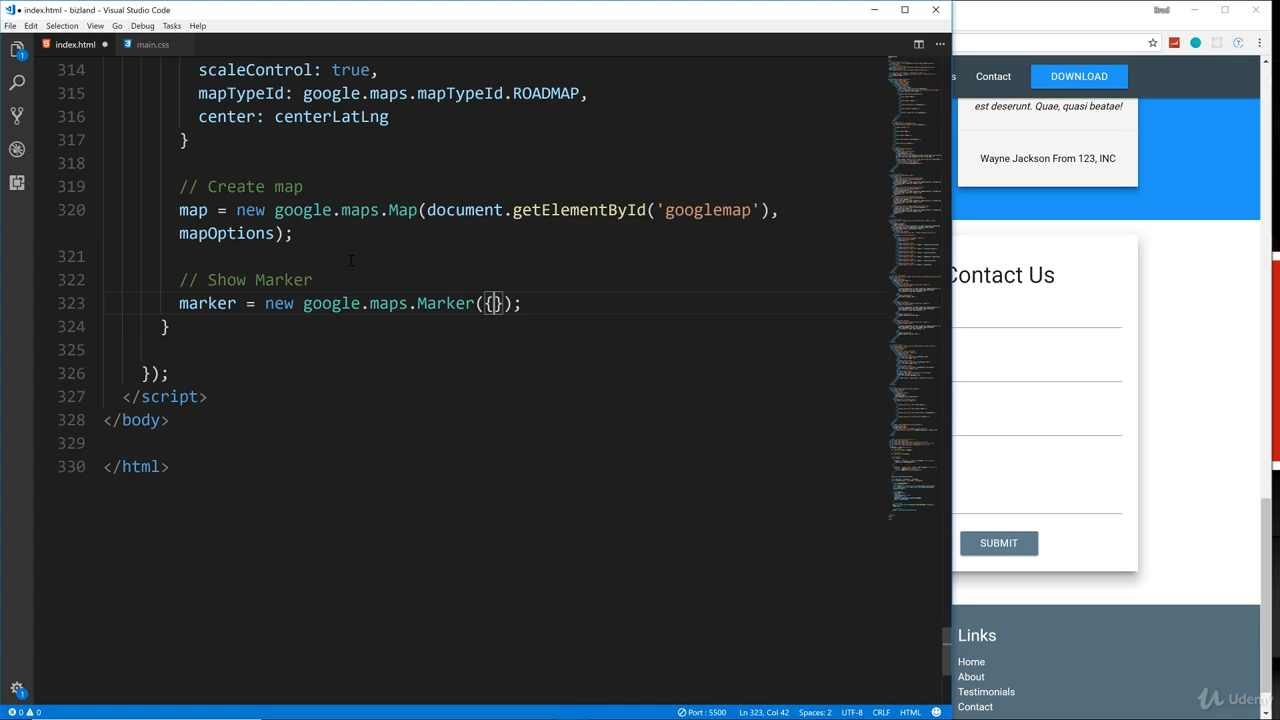 index.html - bizland - Visual Studio Code
File Edit Selection View Go Debug Tasks Help
index.html
main.css
314 scaleControl: true,
315 mapTypeId: google.maps.mapTypeId.ROADMAP,
316 center: centerLatLng
317 }
318
319 // Create map
320 map = new google.maps.Map(document.getElementById('googlemap'),
mapOptions);
321
322 //Show Marker
323 marker = new google.maps.Marker({});
324 }
325
326 });
327 </script>
328 </body>
329
330 </html>
0 0 Port : 5500 Ln 323, Col 42 Spaces: 2 UTF-8 CRLF HTML
Brad
s Contact DOWNLOAD
est deserunt. Quae, quasi beatae!
Wayne Jackson From 123, INC
Contact Us
SUBMIT
Links
Home
About
Testimonials
Contact
Udemy